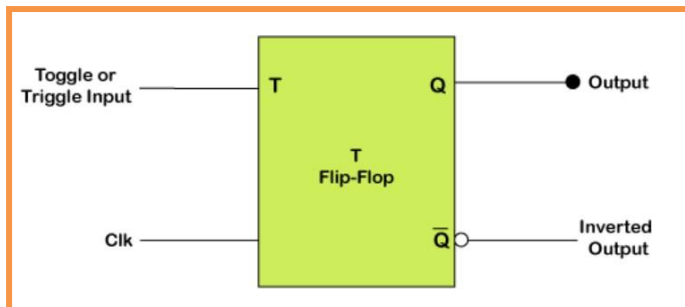 Toggle or
Triggle Input
T
Q
Output
T
Flip-Flop
Clk
Q̅
Inverted
Output